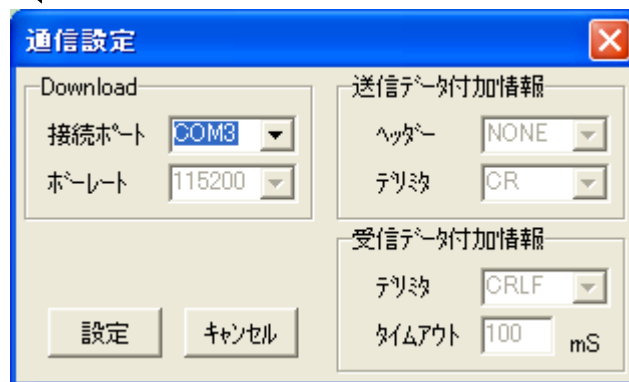 通信設定
Download
接続ﾎﾟｰﾄ COM3
ﾎﾞｰﾚｰﾄ 115200
送信ﾃﾞｰﾀ付加情報
ﾍｯﾀﾞｰ NONE
ﾃﾞﾘﾐﾀ CR
受信ﾃﾞｰﾀ付加情報
ﾃﾞﾘﾐﾀ CRLF
ﾀｲﾑｱｳﾄ 100 mS
設定 ｷｬﾝｾﾙ